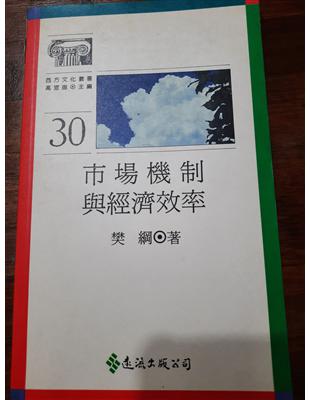 西方文化叢書
高宣揚⊙主編
30
市場機制
與經濟效率
樊綱⊙著
遠流出版公司